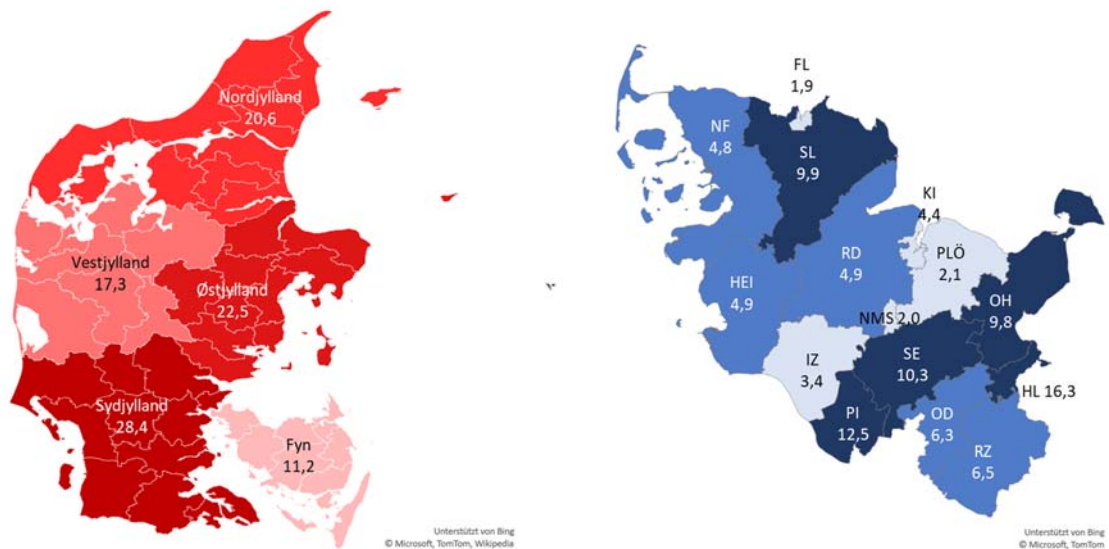 Nordjylland
20,6
Vestjylland
17,3
Østjylland
22,5
Sydjylland
28,4
Fyn
11,2
Unterstützt von Bing
© Microsoft, TomTom, Wikipedia
FL
1,9
NF
4,8
SL
9,9
KI
4,4
RD
4,9
PLÖ
2,1
HEI
4,9
OH
9,8
NMS 2,0
IZ
3,4
SE
10,3
HL 16,3
PI
12,5
OD
6,3
RZ
6,5
Unterstützt von Bing
© Microsoft, TomTom